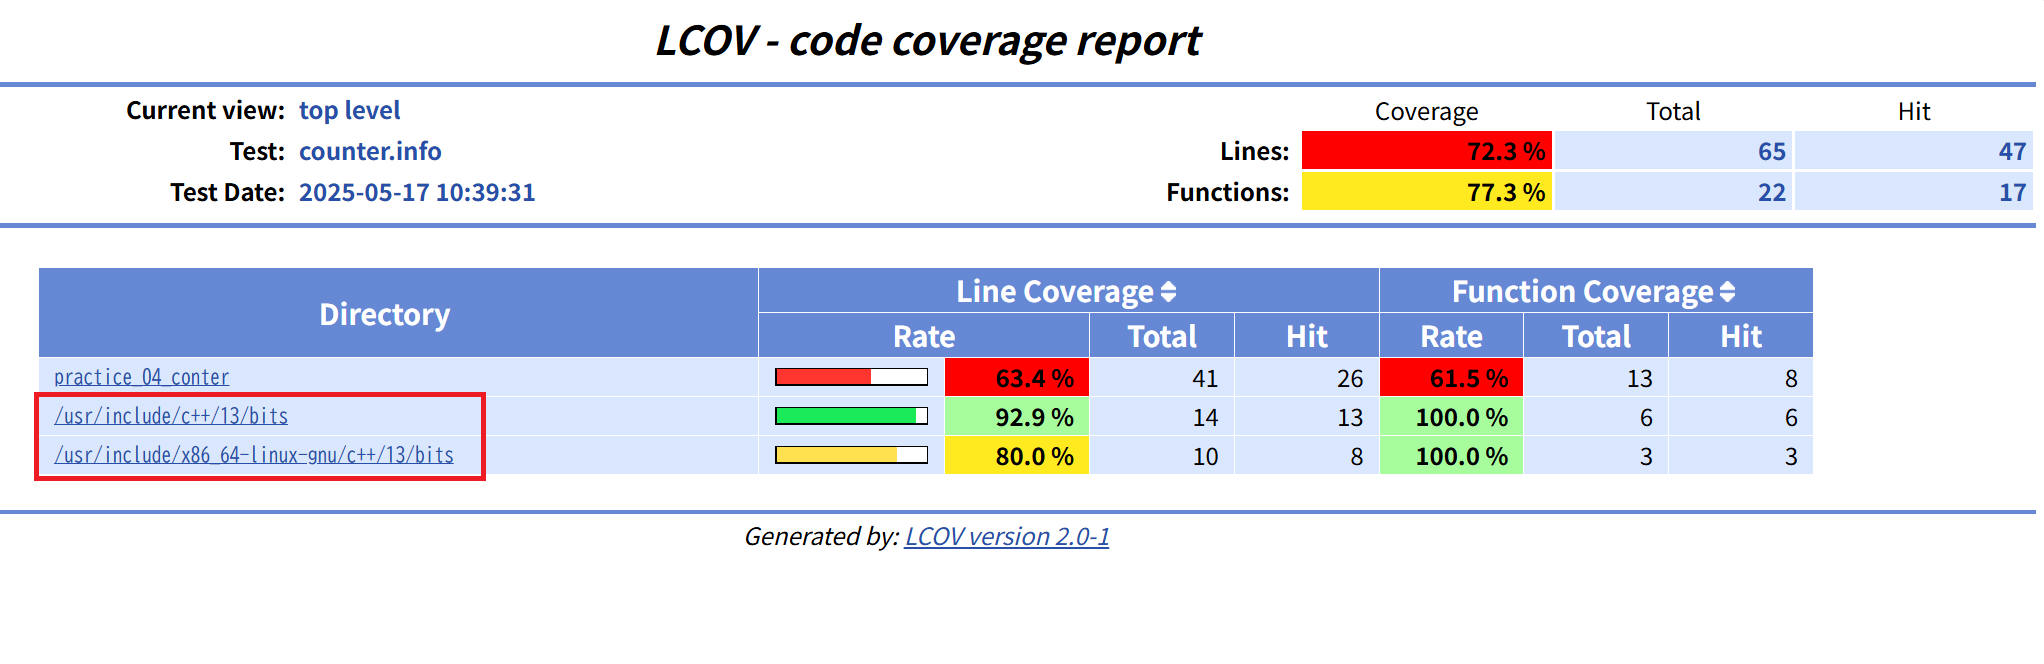 LCOV - code coverage report
Current view: top level Coverage Total Hit
Test: counter.info Lines: 72.3 % 65 47
Test Date: 2025-05-17 10:39:31 Functions: 77.3 % 22 17
Directory Line Coverage Function Coverage
Rate Total Hit Rate Total Hit
practice_04_conter 63.4 % 41 26 61.5 % 13 8
/usr/include/c++/13/bits 92.9 % 14 13 100.0 % 6 6
/usr/include/x86_64-linux-gnu/c++/13/bits 80.0 % 10 8 100.0 % 3 3
Generated by: LCOV version 2.0-1